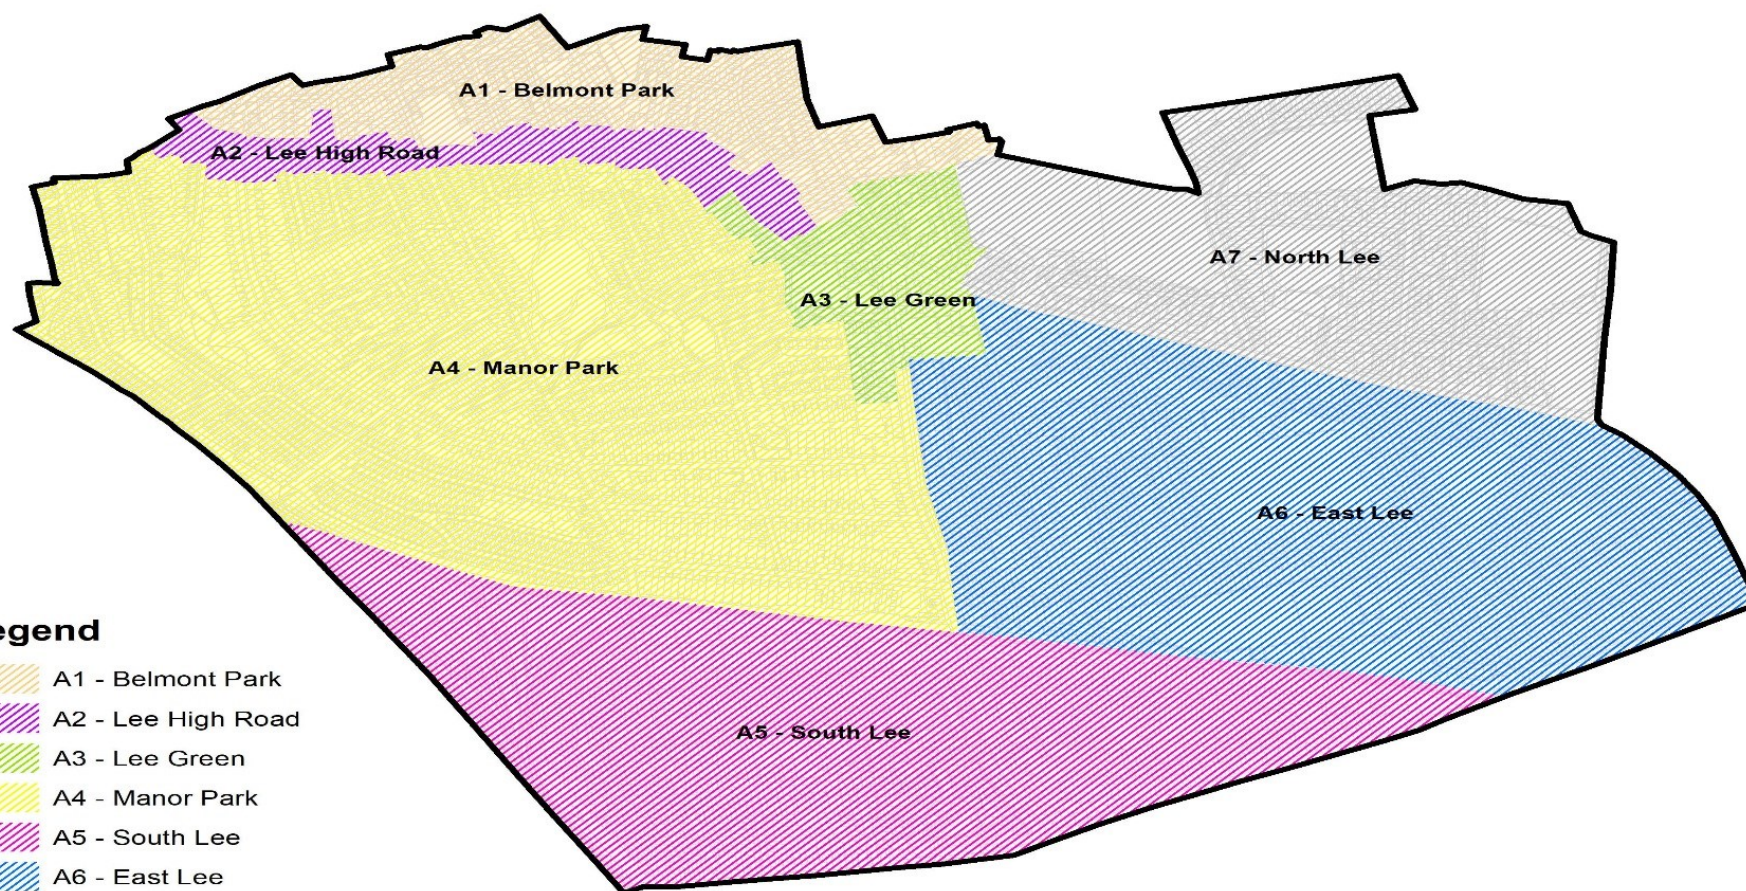 A1 - Belmont Park
A2 - Lee High Road
A7 - North Lee
A3 - Lee Green
A4 - Manor Park
A6 - East Lee
A5 - South Lee
egend
A1 - Belmont Park
A2 - Lee High Road
A3 - Lee Green
A4 - Manor Park
A5 - South Lee
A6 - East Lee